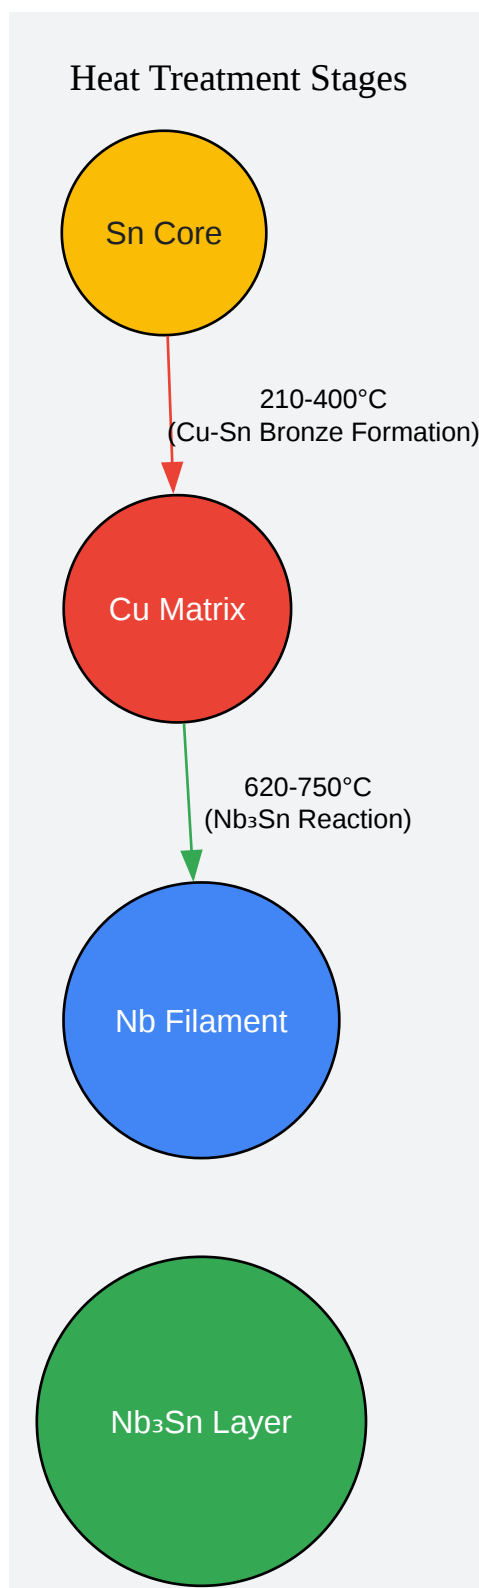 Heat Treatment Stages
Sn Core
210-400°C
(Cu-Sn Bronze Formation)
Cu Matrix
620-750°C
(Nb₃Sn Reaction)
Nb Filament
Nb₃Sn Layer